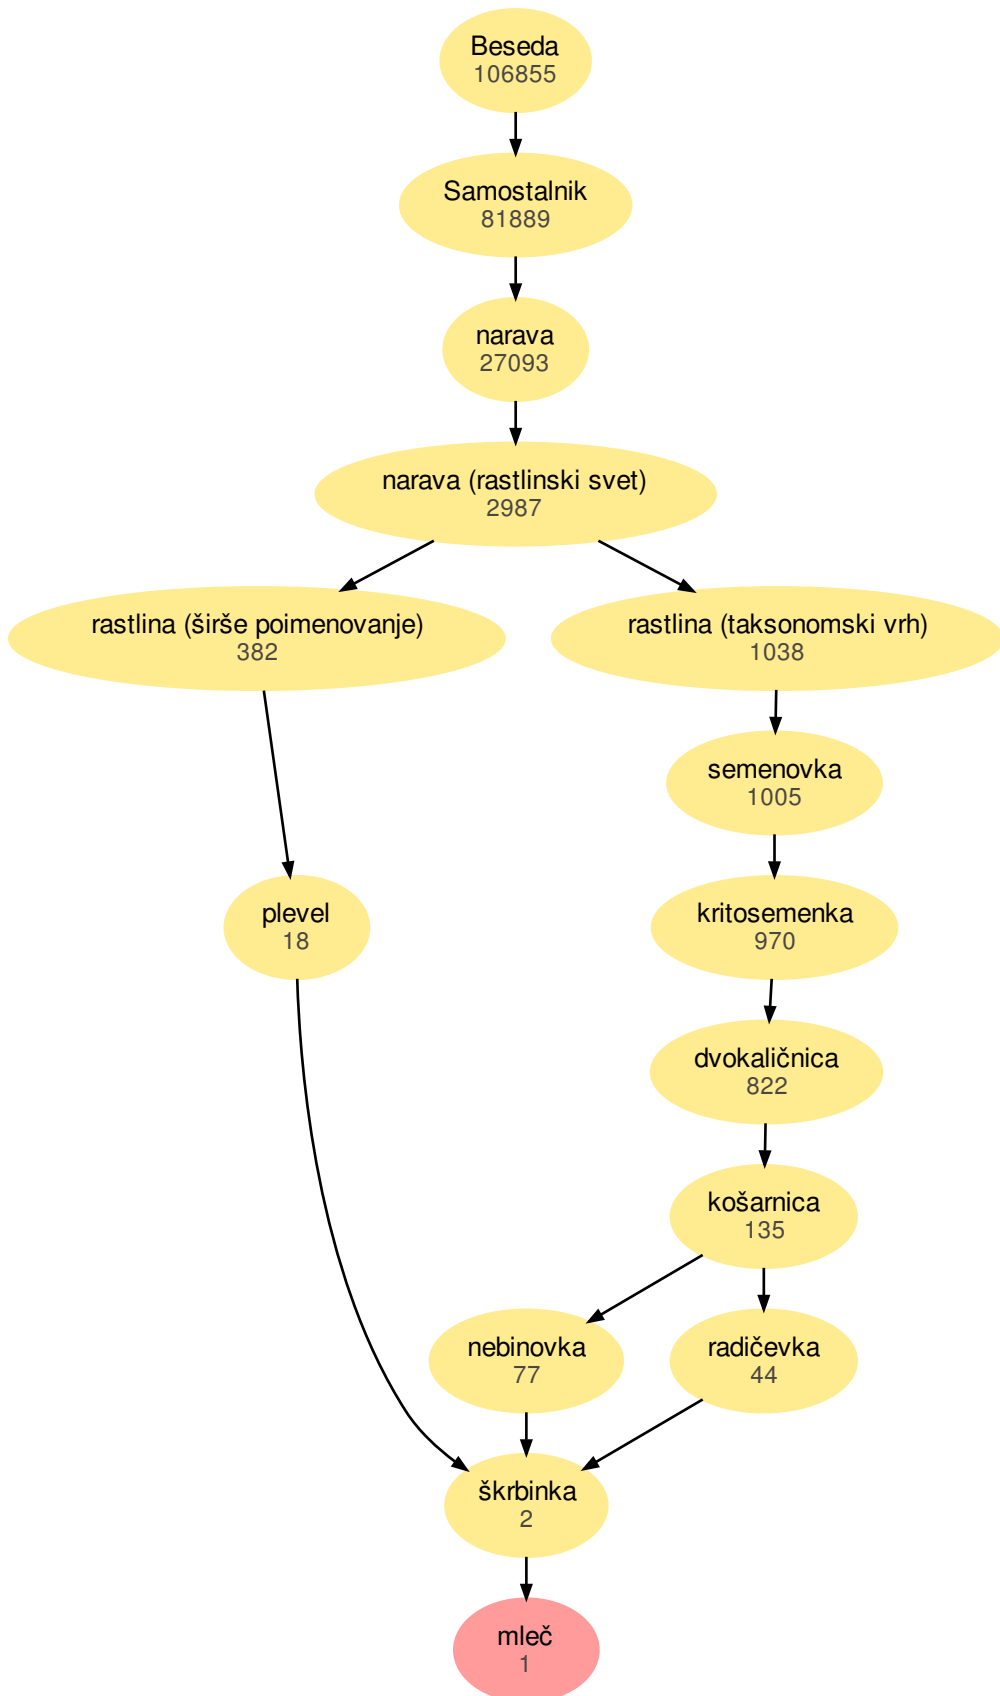 Beseda
106855
Samostalnik
81889
narava
27093
narava (rastlinski svet)
2987
rastlina (širše poimenovanje)
382
rastlina (taksonomski vrh)
1038
semenovka
1005
plevel
18
kritosemenka
970
dvokaličnica
822
košarnica
135
nebinovka
77
radičevka
44
škrbinka
2
mleč
1